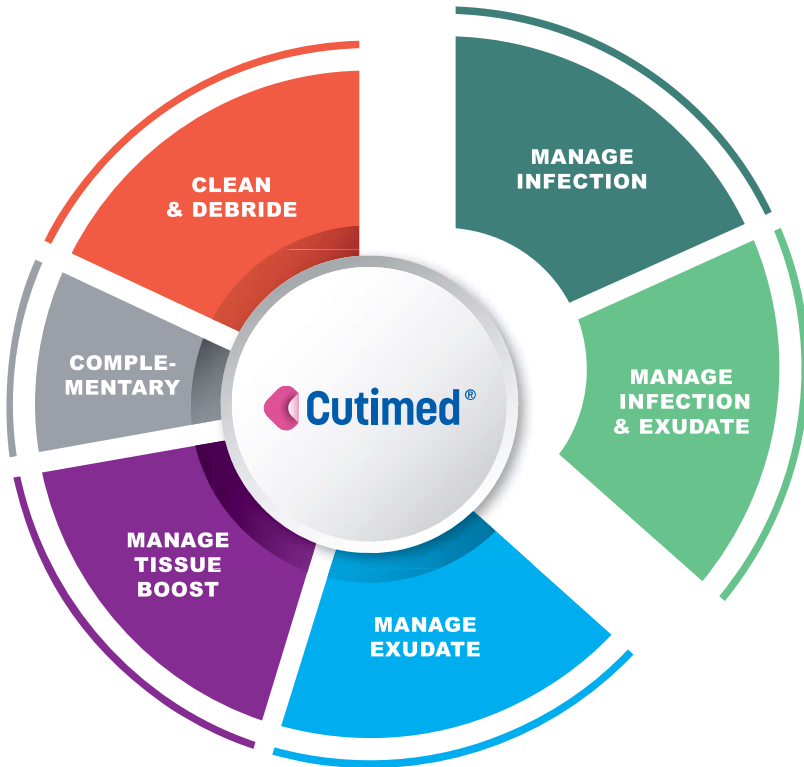 MANAGE
INFECTION
CLEAN
& DEBRIDE
COMPLE-
MENTARY
MANAGE
INFECTION
& EXUDATE
Cutimed®
MANAGE
TISSUE
BOOST
MANAGE
EXUDATE